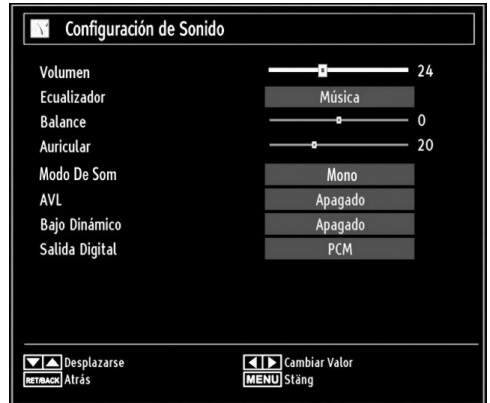 Configuración de Sonido
Volumen 24
Ecualizador Música
Balance 0
Auricular 20
Modo De Som Mono
AVL Apagado
Bajo Dinámico Apagado
Salida Digital PCM
Desplazarse Cambiar Valor
RET/BACK Atrás MENU Stäng